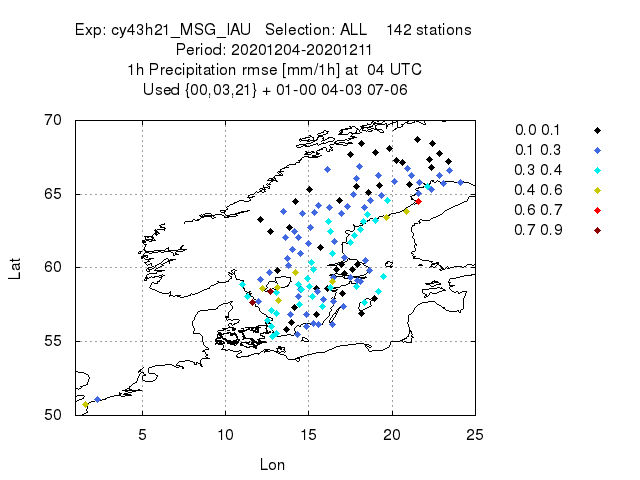 Exp: cy43h21_MSG_IAU   Selection: ALL    142 stations
Period: 20201204-20201211
1h Precipitation rmse [mm/1h] at  04 UTC
Used {00,03,21} + 01-00 04-03 07-06
70
65
60
55
50
Lat
5
10
15
20
25
Lon
0.0 0.1
0.1 0.3
0.3 0.4
0.4 0.6
0.6 0.7
0.7 0.9